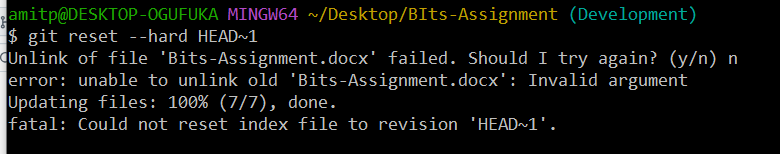 amitp@DESKTOP-OGUFUKA MINGW64 ~/Desktop/BIts-Assignment (Development)
$ git reset --hard HEAD~1
Unlink of file 'Bits-Assignment.docx' failed. Should I try again? (y/n) n
error: unable to unlink old 'Bits-Assignment.docx': Invalid argument
Updating files: 100% (7/7), done.
fatal: Could not reset index file to revision 'HEAD~1'.